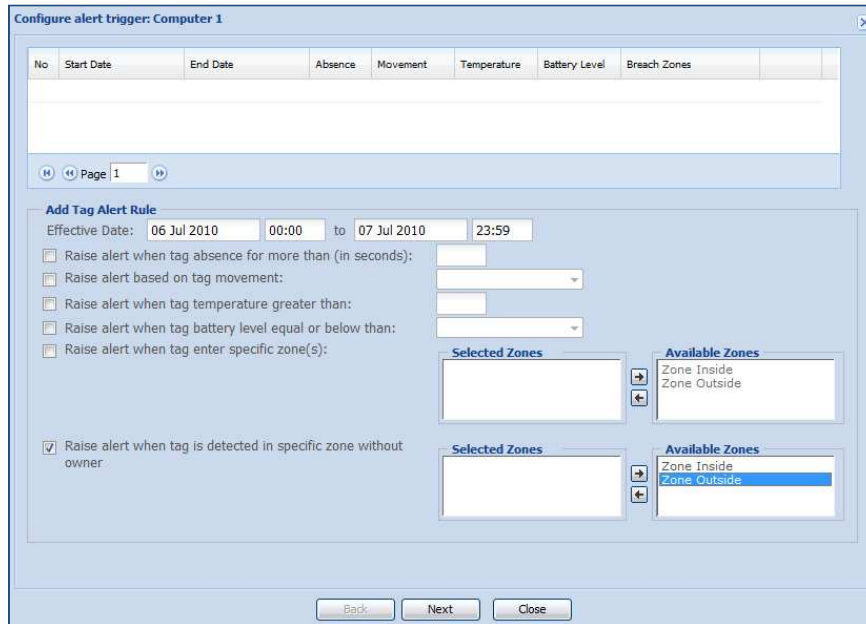 Configure alert trigger: Computer 1
No Start Date End Date Absence Movement Temperature Battery Level Breach Zones
Page 1
Add Tag Alert Rule
Effective Date: 06 Jul 2010 00:00 to 07 Jul 2010 23:59
Raise alert when tag absence for more than (in seconds):
Raise alert based on tag movement:
Raise alert when tag temperature greater than:
Raise alert when tag battery level equal or below than:
Raise alert when tag enter specific zone(s):
Selected Zones
Available Zones
Zone Inside
Zone Outside
Raise alert when tag is detected in specific zone without
owner
Selected Zones
Available Zones
Zone Inside
Zone Outside
Back Next Close